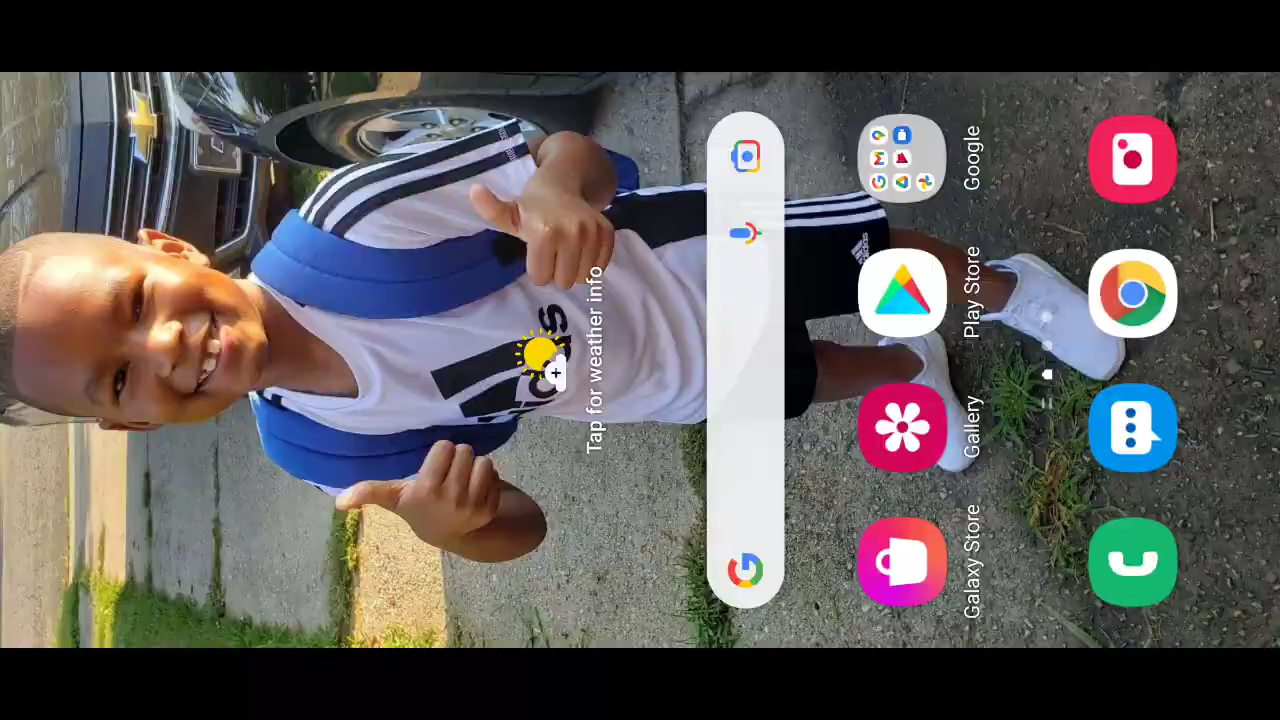 adidas
Tap for weather info
Google
Play Store
Gallery
Galaxy Store